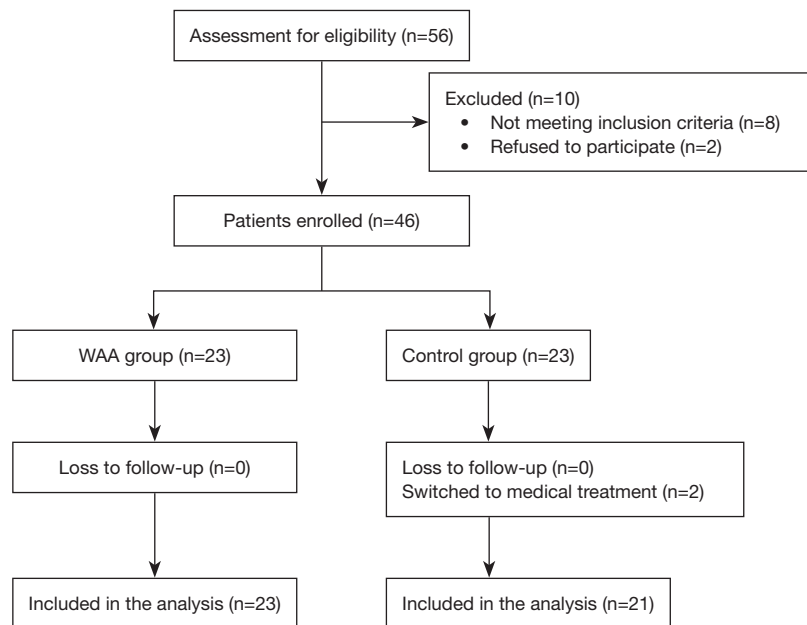 Assessment for eligibility (n=56)
Excluded (n=10)
• Not meeting inclusion criteria (n=8)
• Refused to participate (n=2)
Patients enrolled (n=46)
WAA group (n=23)
Control group (n=23)
Loss to follow-up (n=0)
Loss to follow-up (n=0)
Switched to medical treatment (n=2)
Included in the analysis (n=23)
Included in the analysis (n=21)